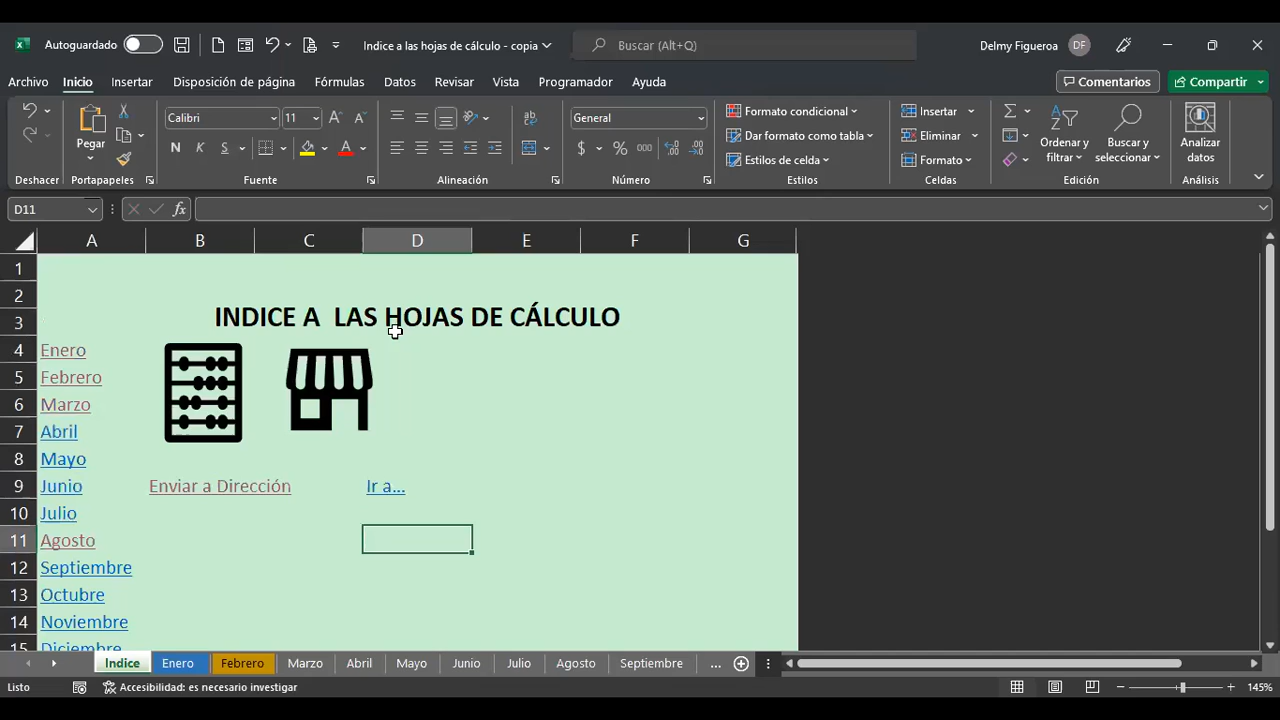 Autoguardado
Indice a las hojas de cálculo - copia
Buscar (Alt+Q)
Delmy Figueroa
DF
Archivo
Inicio
Insertar
Disposición de página
Fórmulas
Datos
Revisar
Vista
Programador
Ayuda
Comentarios
Compartir
Pegar
Calibri
11
N
K
S
A
ab
General
$
%
000
Formato condicional
Dar formato como tabla
Estilos de celda
Insertar
Eliminar
Formato
Ordenar y filtrar
Buscar y seleccionar
Analizar datos
Deshacer
Portapapeles
Fuente
Alineación
Número
Estilos
Celdas
Edición
Análisis
D11
fx
A B C D E F G
1
2
3 INDICE A LAS HOJAS DE CÁLCULO
4 Enero
5 Febrero
6 Marzo
7 Abril
8 Mayo
9 Junio Enviar a Dirección Ir a...
10 Julio
11 Agosto
12 Septiembre
13 Octubre
14 Noviembre
15 Diciembre
Indice Enero Febrero Marzo Abril Mayo Junio Julio Agosto Septiembre ...
Listo
Accesibilidad: es necesario investigar
145%